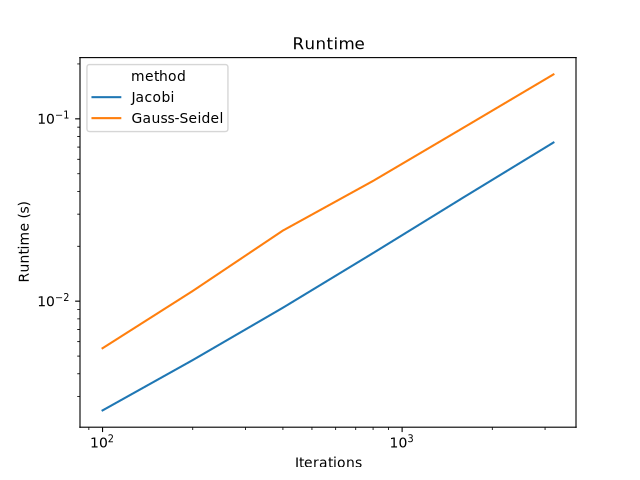 Runtime
method
Jacobi
Gauss-Seidel
Runtime (s)
10⁻¹
10⁻²
10² 10³
Iterations